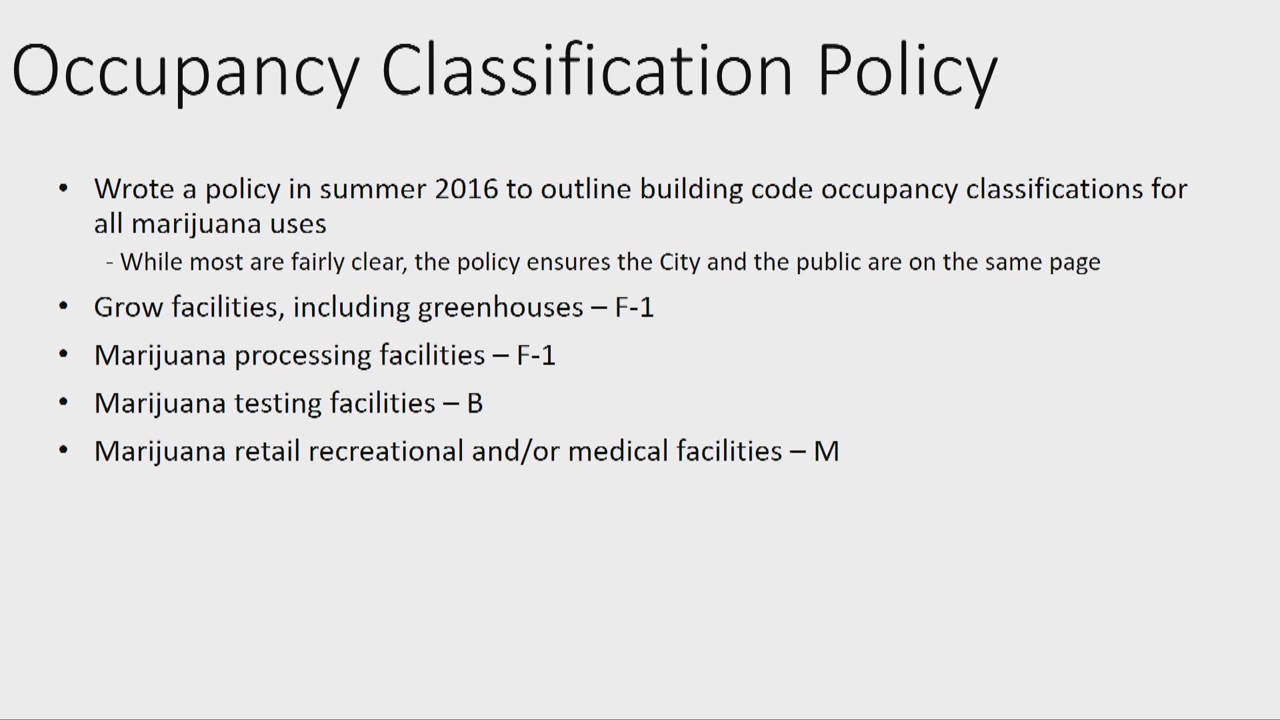 Occupancy Classification Policy
• Wrote a policy in summer 2016 to outline building code occupancy classifications for
all marijuana uses
- While most are fairly clear, the policy ensures the City and the public are on the same page
• Grow facilities, including greenhouses – F-1
• Marijuana processing facilities – F-1
• Marijuana testing facilities – B
• Marijuana retail recreational and/or medical facilities – M